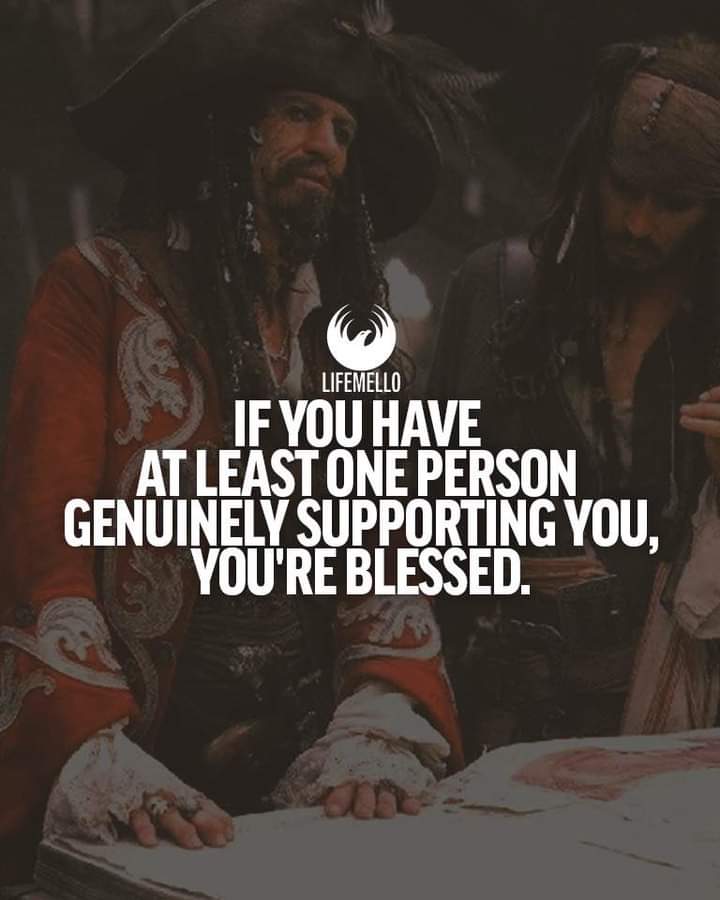 LIFEMELLO
IF YOU HAVE
AT LEAST ONE PERSON
GENUINELY SUPPORTING YOU,
YOU'RE BLESSED.